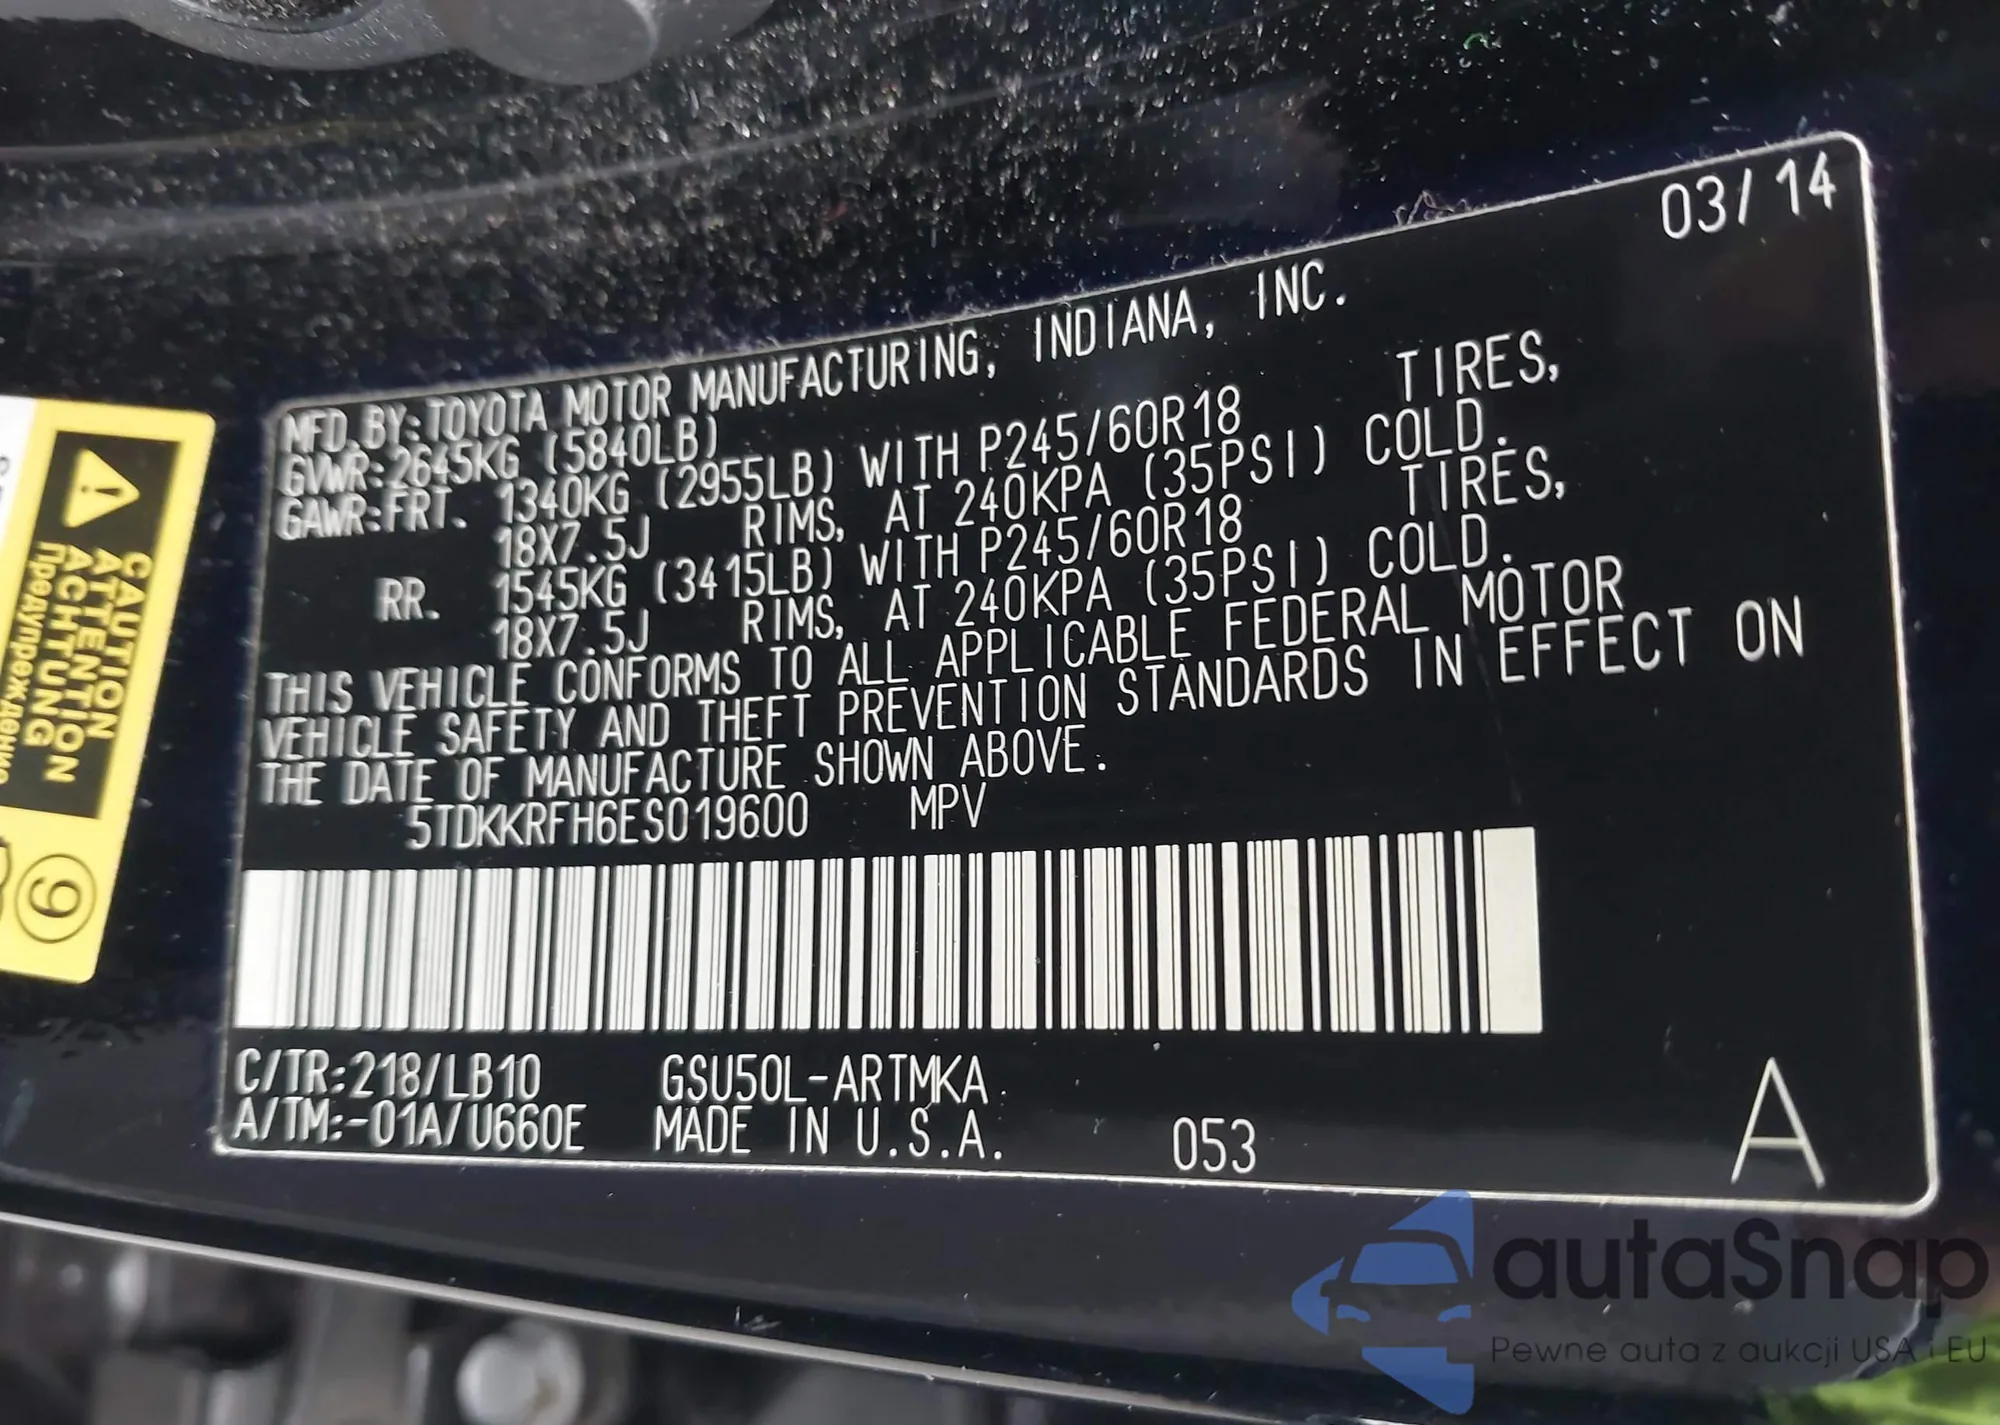 03/14
MFD. BY: TOYOTA MOTOR MANUFACTURING, INDIANA, INC.
GVWR: 2645KG (5840LB)
GAWR: FRT. 1340KG (2955LB) WITH P245/60R18 TIRES,
18X7.5J RIMS, AT 240KPA (35PSI) COLD.
RR. 1545KG (3415LB) WITH P245/60R18 TIRES,
18X7.5J RIMS, AT 240KPA (35PSI) COLD.
THIS VEHICLE CONFORMS TO ALL APPLICABLE FEDERAL MOTOR
VEHICLE SAFETY AND THEFT PREVENTION STANDARDS IN EFFECT ON
THE DATE OF MANUFACTURE SHOWN ABOVE.
5TDKKRFH6ES019600 MPV
C/TR: 218/LB10 GSU50L-ARTMKA
A/TM: -01A/U660E MADE IN U.S.A. 053 A
CAUTION
ATTENTION
ACHTUNG
Предупреждение
9
autaSnap
Pewne auta z aukcji USA i EU